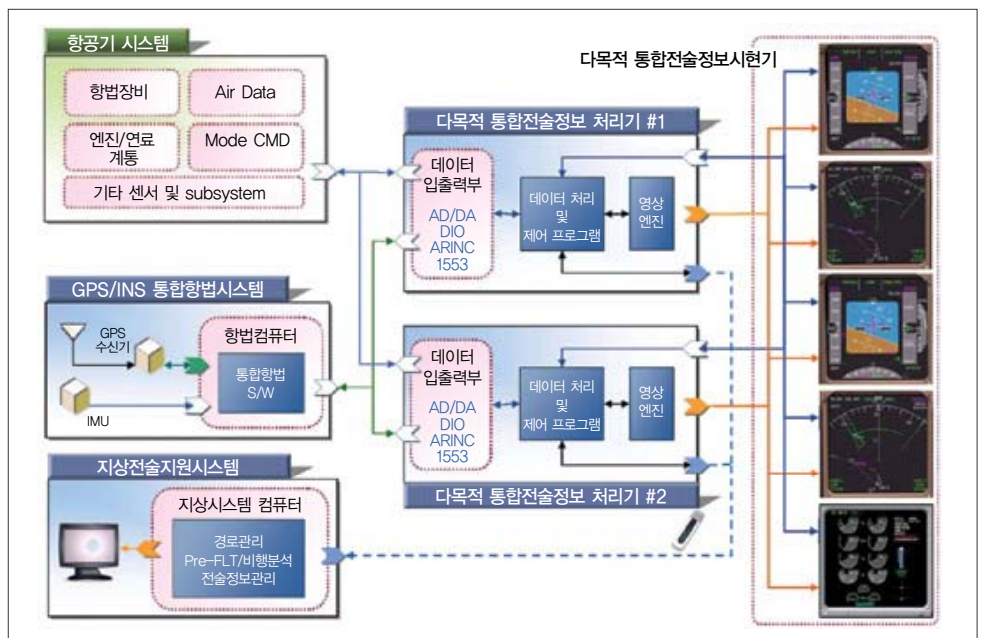 항공기 시스템
항법장비
Air Data
엔진/연료
계통
Mode CMD
기타 센서 및 subsystem
GPS/INS 통합항법시스템
GPS
수신기
IMU
항법컴퓨터
통합항법
S/W
지상전술지원시스템
지상시스템 컴퓨터
경로관리
Pre-FLT/비행분석
전술정보관리
다목적 통합전술정보 처리기 #1
데이터
입출력부
AD/DA
DIO
ARINC
1553
데이터 처리
및
제어 프로그램
영상
엔진
데이터
입출력부
AD/DA
DIO
ARINC
1553
데이터 처리
및
제어 프로그램
영상
엔진
다목적 통합전술정보 처리기 #2
다목적 통합전술정보시현기